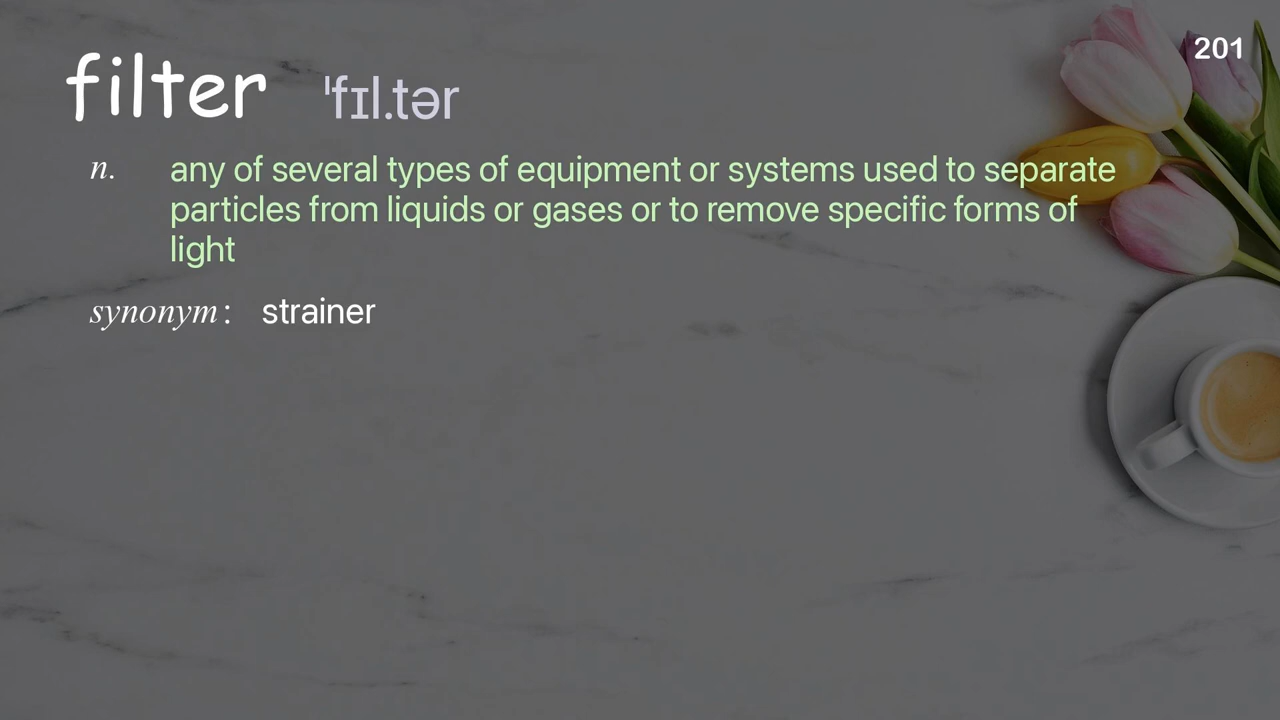 201
filter ˈfɪl.tər
n. any of several types of equipment or systems used to separate
particles from liquids or gases or to remove specific forms of
light
synonym: strainer